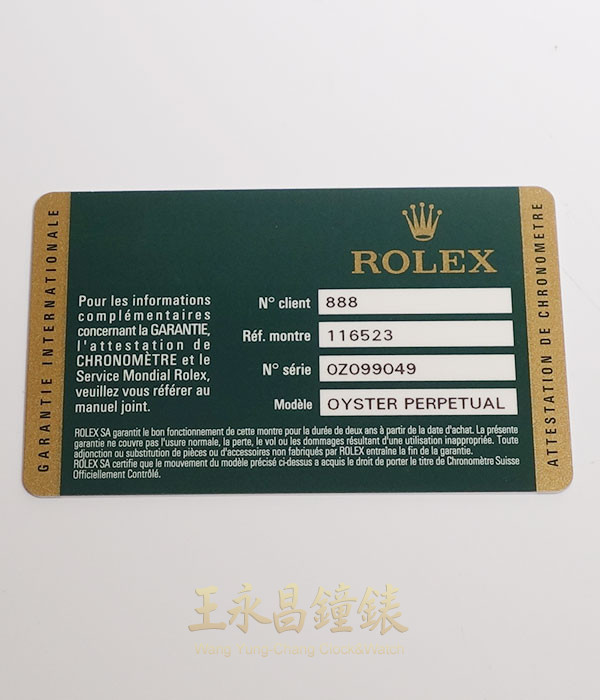 GARANTIE INTERNATIONALE
ROLEX
Pour les informations
complémentaires
concernant la GARANTIE,
l'attestation de
CHRONOMÈTRE et le
Service Mondial Rolex,
veuillez vous référer au
manuel joint.
N° client 888
Réf. montre 116523
N° série 0Z099049
Modèle OYSTER PERPETUAL
ROLEX SA garantit le bon fonctionnement de cette montre pour la durée de deux ans à partir de la date d'achat. La présente
garantie ne couvre pas l'usure normale, la perte, le vol ou les dommages résultant d'une utilisation inappropriée. Toute
adjonction ou substitution de pièces ou d'accessoires non fabriqués par ROLEX entraîne la fin de la garantie.
ROLEX SA certifie que le mouvement du modèle précisé ci-dessus a acquis le droit de porter le titre de Chronomètre Suisse
Officiellement Contrôlé.
ATTESTATION DE CHRONOMETRE
王永昌鐘錶
Wang Yung-Chang Clock&Watch